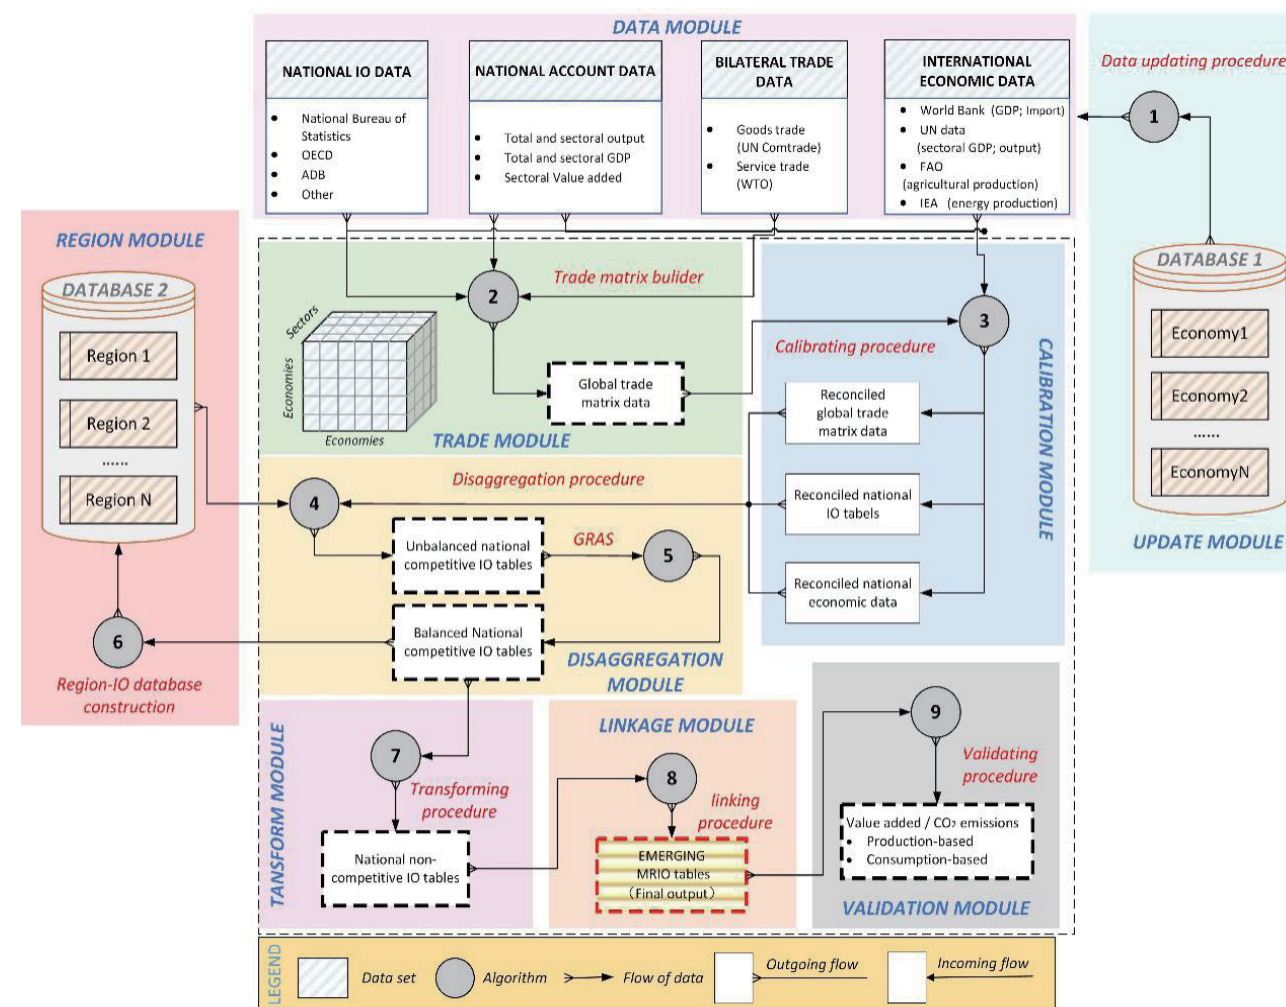 DATA MODULE
NATIONAL IO DATA
• National Bureau of
Statistics
• OECD
• ADB
• Other
NATIONAL ACCOUNT DATA
• Total and sectoral output
• Total and sectoral GDP
• Sectoral Value added
BILATERAL TRADE
DATA
• Goods trade
(UN Comtrade)
• Service trade
(WTO)
INTERNATIONAL
ECONOMIC DATA
• World Bank (GDP; Import)
• UN data
(sectoral GDP; output)
• FAO
(agricultural production)
• IEA (energy production)
Data updating procedure
1
DATABASE 1
Economy1
Economy2
......
EconomyN
UPDATE MODULE
REGION MODULE
DATABASE 2
Region 1
Region 2
......
Region N
6
Region-IO database
construction
2
Trade matrix bulider
Sectors
Economies
Economies
Global trade
matrix data
TRADE MODULE
3
Calibrating procedure
Reconciled
global trade
matrix data
Reconciled national
IO tabels
Reconciled national
economic data
CALIBRATION MODULE
Disaggregation procedure
4
Unbalanced national
competitive IO tables
GRAS
5
Balanced National
competitive IO tables
DISAGGREGATION
MODULE
TANSFORM MODULE
7
Transforming
procedure
National non-
competitive IO tables
LINKAGE MODULE
8
linking
procedure
EMERGING
MRIO tables
(Final output)
9
Validating
procedure
Value added / CO₂ emissions
• Production-based
• Consumption-based
VALIDATION MODULE
LEGEND
Data set
Algorithm
Flow of data
Outgoing flow
Incoming flow